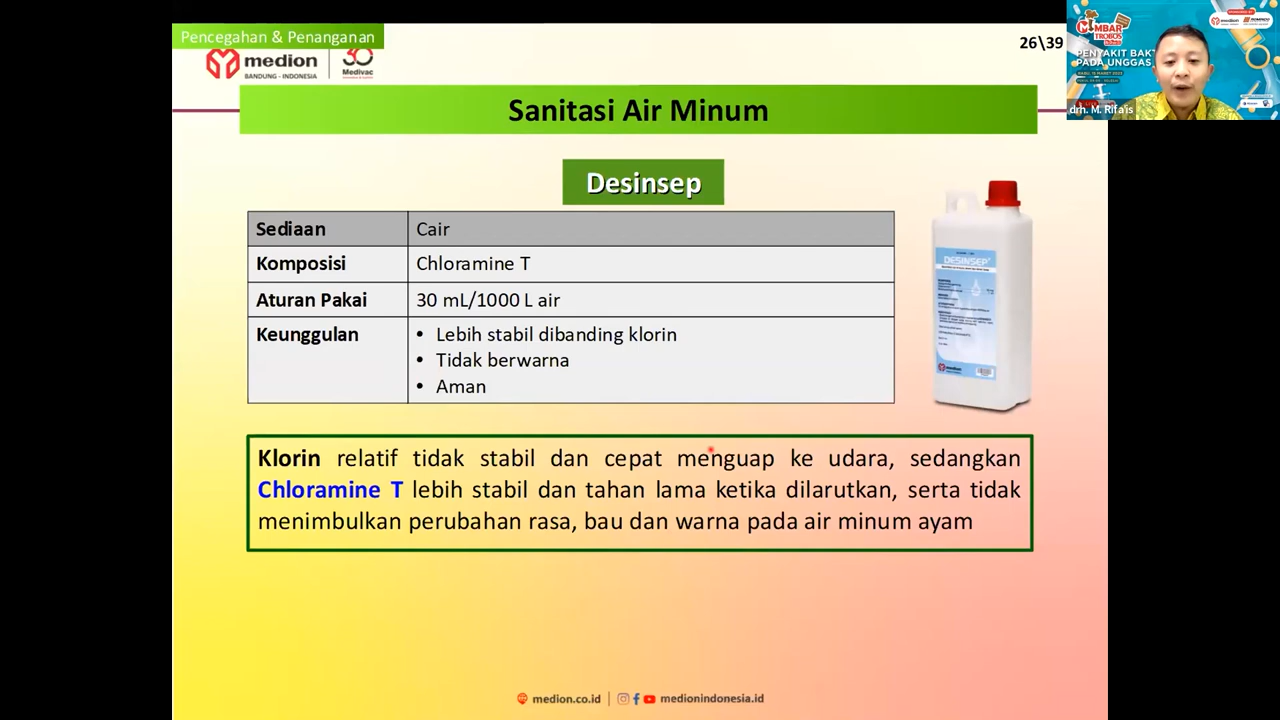 Pencegahan & Penanganan
medion
BANDUNG - INDONESIA
30
Medivac
26\39
Sanitasi Air Minum
Desinsep
Sediaan Cair
Komposisi Chloramine T
Aturan Pakai 30 mL/1000 L air
Keunggulan • Lebih stabil dibanding klorin
• Tidak berwarna
• Aman
DESINSEP
medion
Klorin relatif tidak stabil dan cepat menguap ke udara, sedangkan
Chloramine T lebih stabil dan tahan lama ketika dilarutkan, serta tidak
menimbulkan perubahan rasa, bau dan warna pada air minum ayam
medion.co.id | medionindonesia.id
MIMBAR
TROBOS
PENYAKIT BAKT
PADA UNGGAS
drh. M. Rifa'is